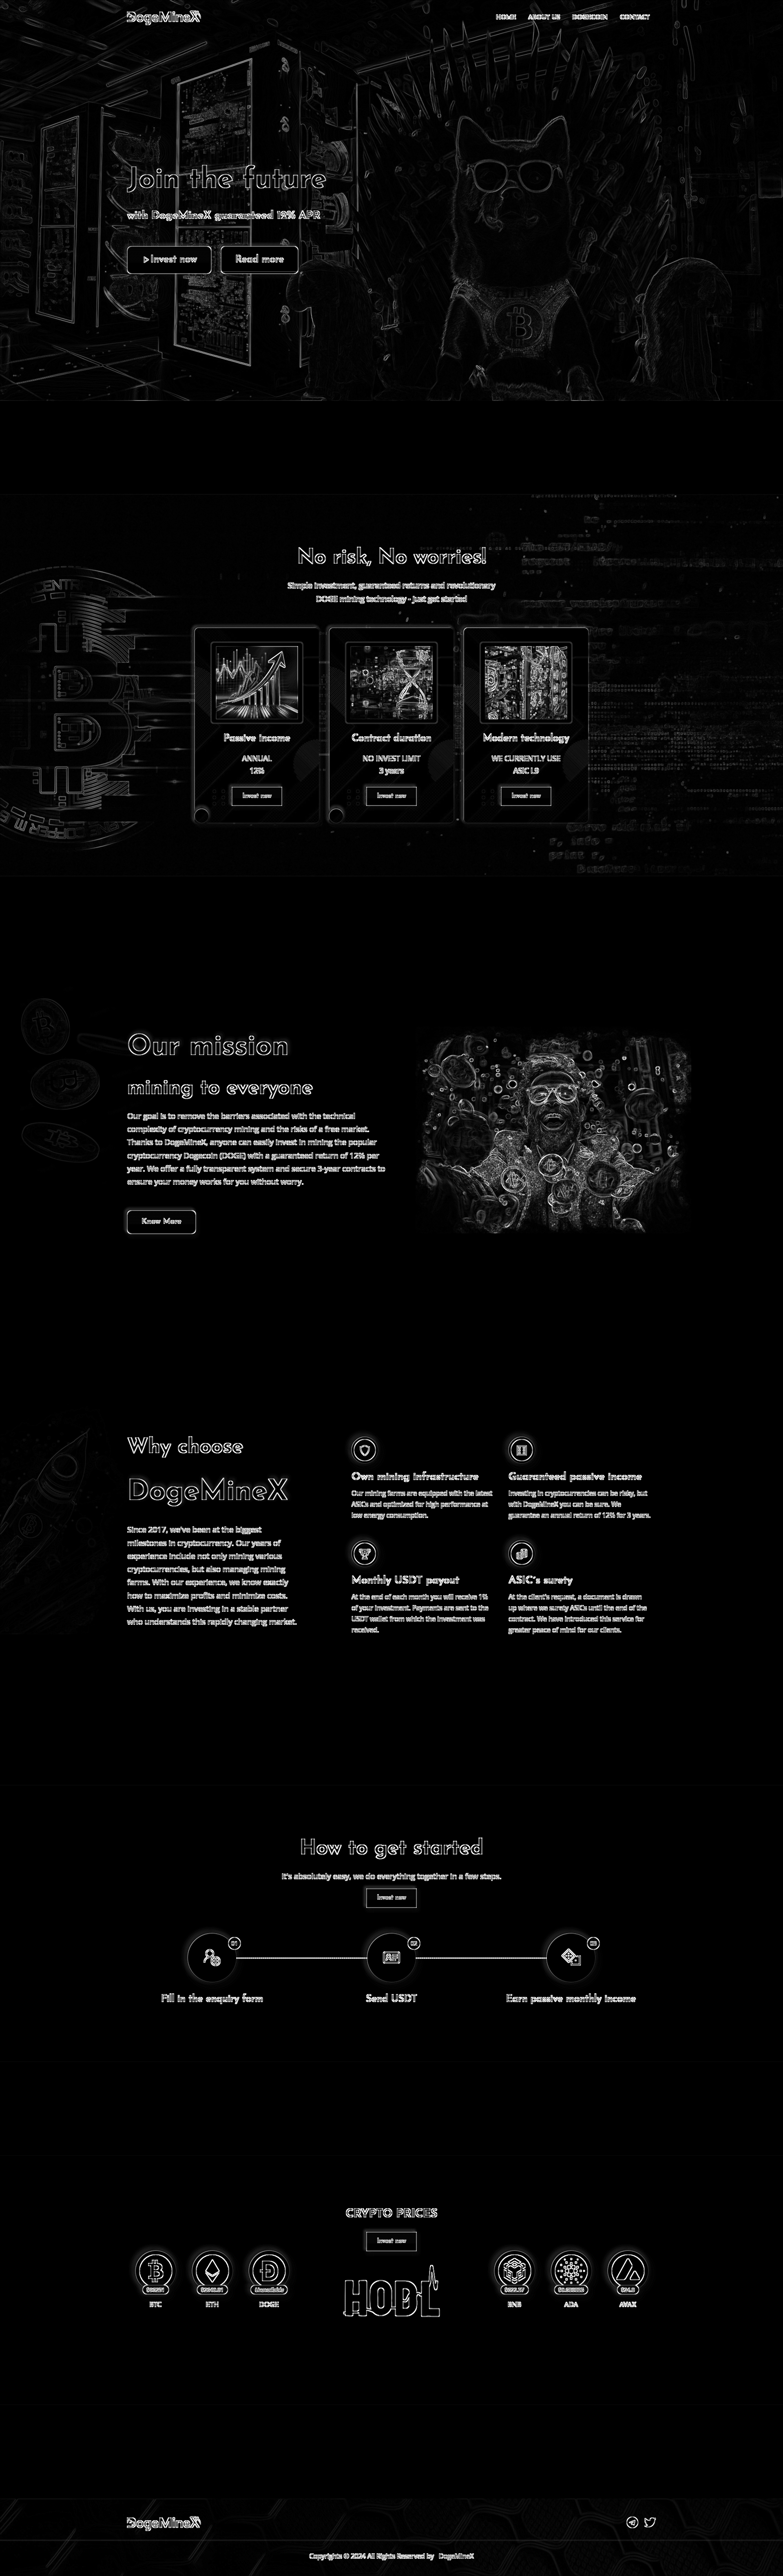 DogeMineX
HOME ABOUT US DOGECOIN CONTACT
Join the future
with DogeMineX guaranteed 12% APR
Invest now Read more
No risk, No worries!
Simple investment, guaranteed returns and revolutionary
DOGE mining technology - just get started
Passive income
ANNUAL
12%
Invest now
Contract duration
NO INVEST LIMIT
3 years
Invest now
Modern technology
WE CURRENTLY USE
ASIC L9
Invest now
Our mission
mining to everyone
Our goal is to remove the barriers associated with the technical
complexity of cryptocurrency mining and the risks of a free market.
Thanks to DogeMineX, anyone can easily invest in mining the popular
cryptocurrency Dogecoin (DOGE) with a guaranteed return of 12% per
year. We offer a fully transparent system and secure 3-year contracts to
ensure your money works for you without worry.
Know More
Why choose
DogeMineX
Since 2017, we've been at the biggest
milestones in cryptocurrency. Our years of
experience include not only mining various
cryptocurrencies, but also managing mining
farms. With our experience, we know exactly
how to maximize profits and minimize costs.
With us, you are investing in a stable partner
who understands this rapidly changing market.
Own mining infrastructure
Our mining farms are equipped with the latest
ASICs and optimized for high performance at
low energy consumption.
Guaranteed passive income
Investing in cryptocurrencies can be risky, but
with DogeMineX you can be sure. We
guarantee an annual return of 12% for 3 years.
Monthly USDT payout
At the end of each month you will receive 1%
of your investment. Payments are sent to the
USDT wallet from which the investment was
received.
ASIC's surety
At the client's request, a document is drawn
up where we surety ASICs until the end of the
contract. We have introduced this service for
greater peace of mind for our clients.
How to get started
It's absolutely easy, we do everything together in a few steps.
Invest now
01
Fill in the enquiry form
02
Send USDT
03
Earn passive monthly income
CRYPTO PRICES
Invest now
HODL
BTC ETH DOGE
BNB ADA AVAX
DogeMineX
Copyrights © 2024 All Rights Reserved by DogeMineX